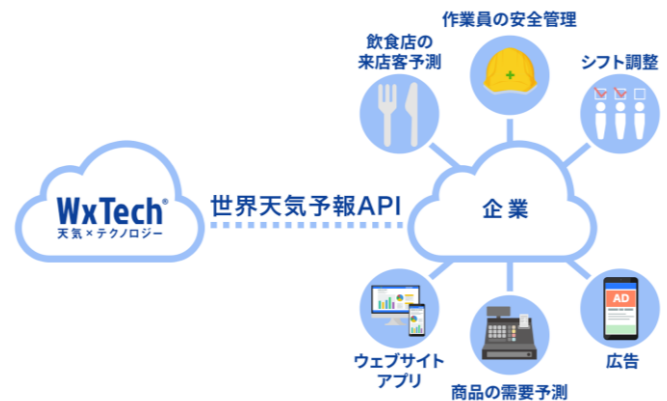 作業員の安全管理
飲食店の
来店客予測
シフト調整
WxTech®
天気×テクノロジー
世界天気予報API
企業
AD
ウェブサイト
アプリ
商品の需要予測
広告